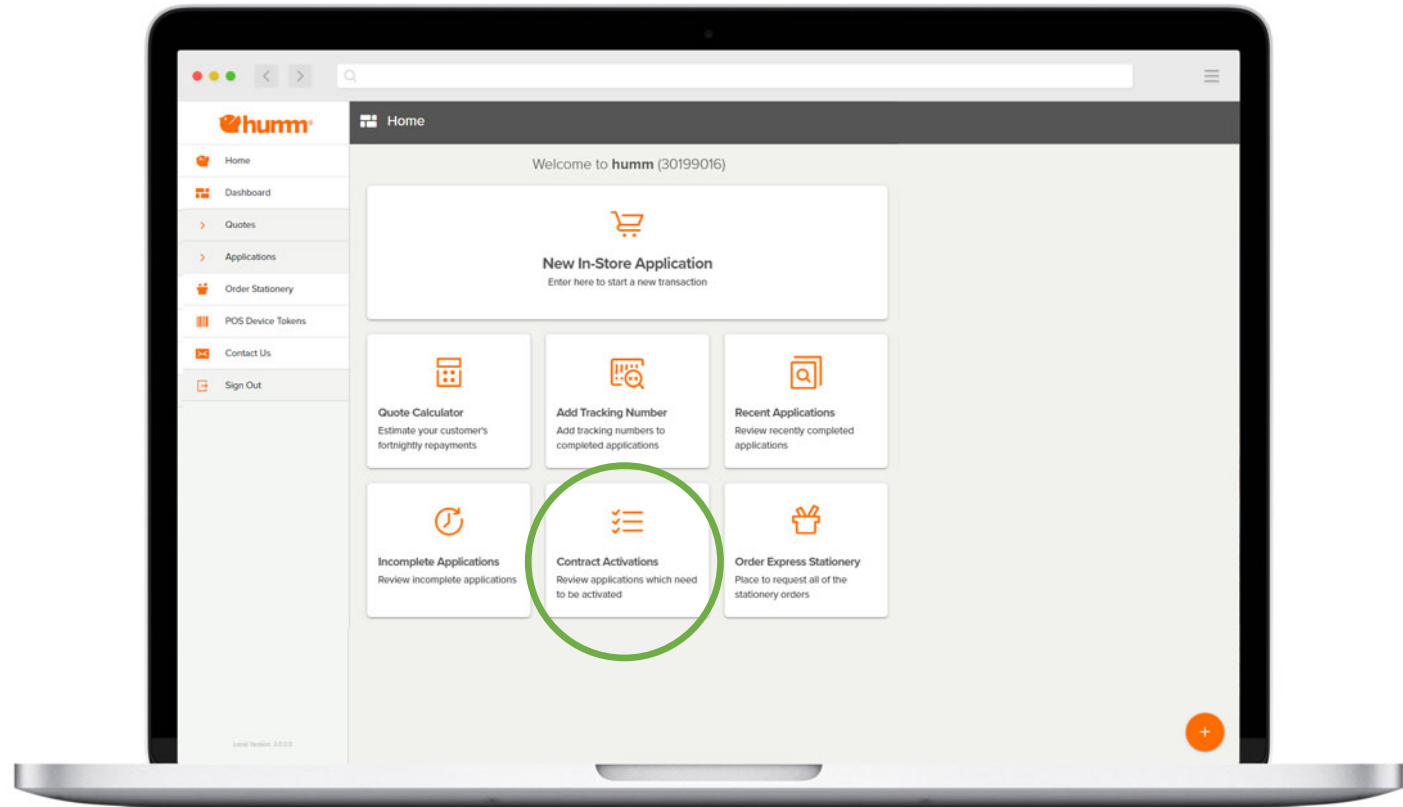 humm
Home
Dashboard
Quotes
Applications
Order Stationery
POS Device Tokens
Contact Us
Sign Out
Home
Welcome to humm (30199016)
New In-Store Application
Enter here to start a new transaction
Quote Calculator
Estimate your customer's
fortnightly repayments
Add Tracking Number
Add tracking numbers to
completed applications
Recent Applications
Review recently completed
applications
Incomplete Applications
Review incomplete applications
Contract Activations
Review applications which need
to be activated
Order Express Stationery
Place to request all of the
stationery orders